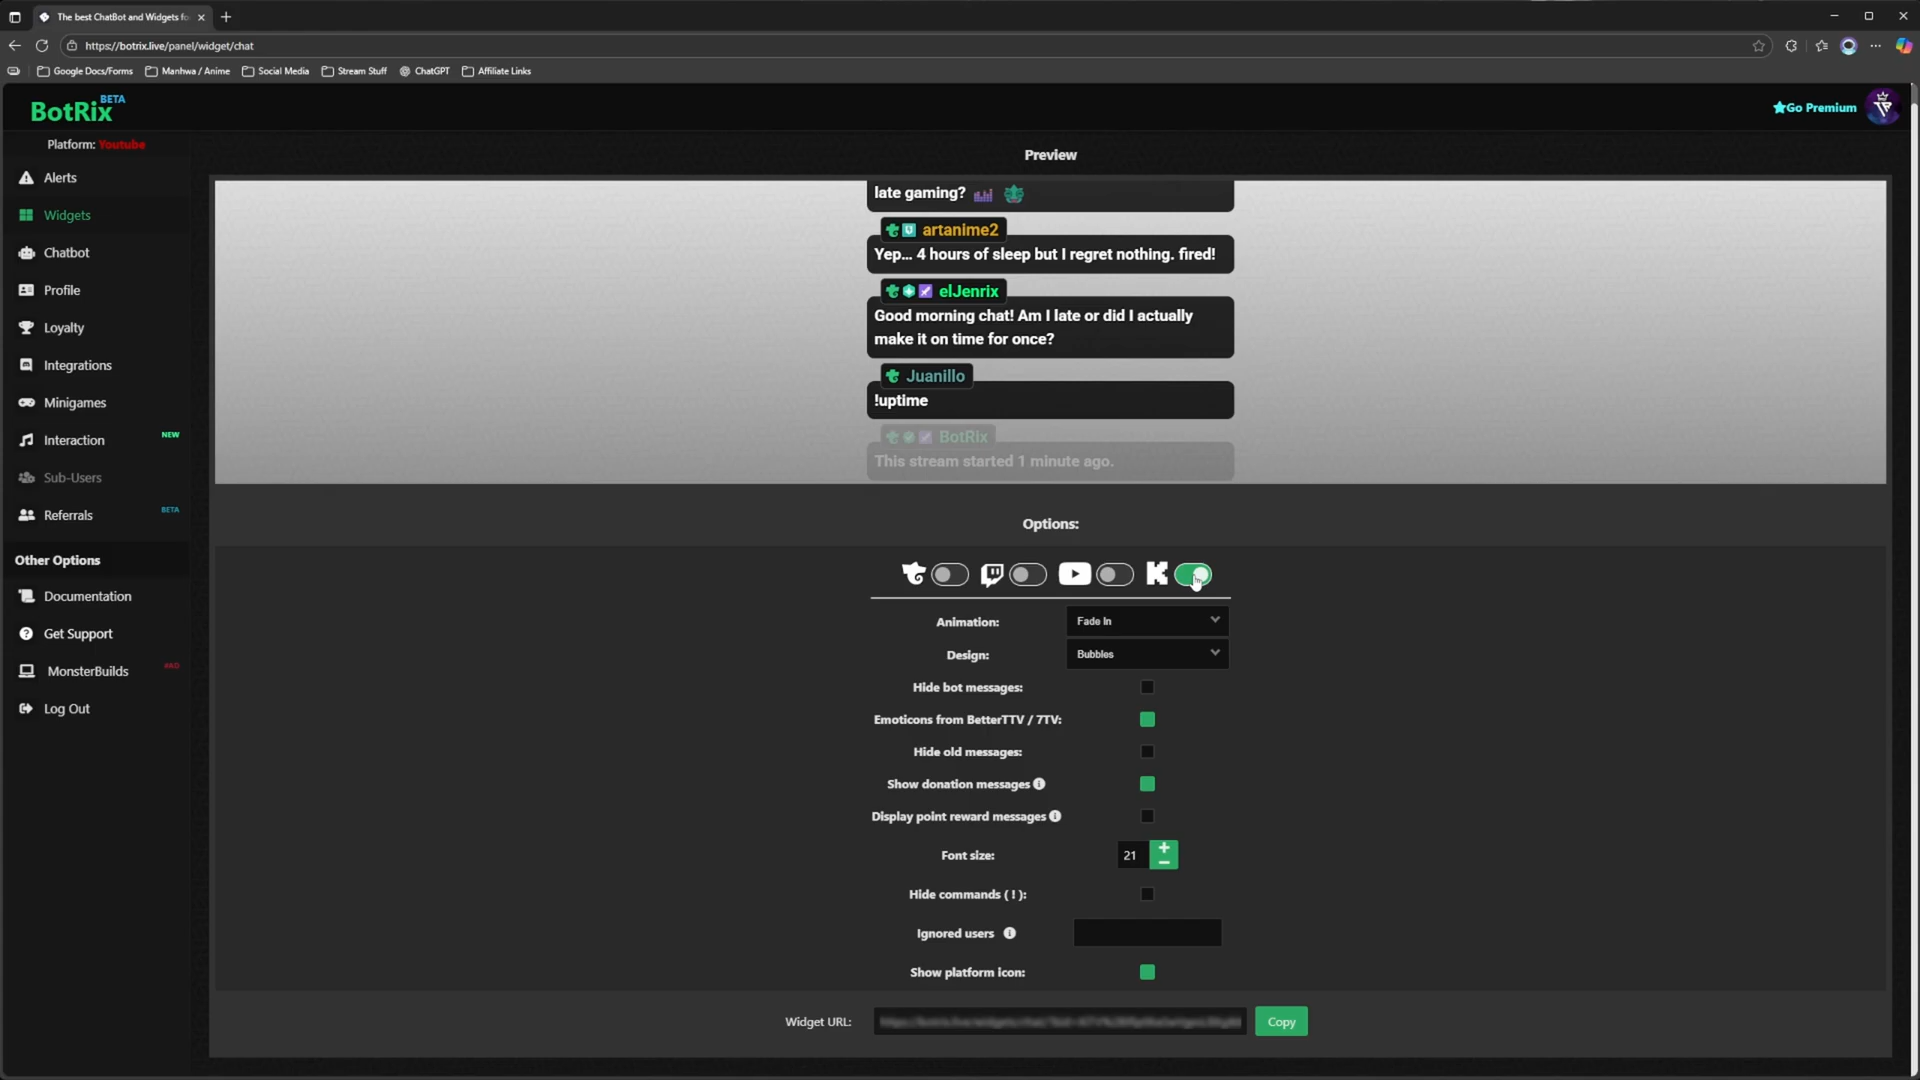 The best ChatBot and Widgets fo
https://botrix.live/panel/widget/chat
Google Docs/Forms
Manhwa / Anime
Social Media
Stream Stuff
ChatGPT
Affiliate Links
BotRix
BETA
Go Premium
Platform: Youtube
Alerts
Widgets
Chatbot
Profile
Loyalty
Integrations
Minigames
Interaction
NEW
Sub-Users
Referrals
BETA
Other Options
Documentation
Get Support
MonsterBuilds
#AD
Log Out
Preview
late gaming?
artanime2
Yep... 4 hours of sleep but I regret nothing. fired!
elJenrix
Good morning chat! Am I late or did I actually
make it on time for once?
Juanillo
!uptime
BotRix
This stream started 1 minute ago.
Options:
Animation:
Fade In
Design:
Bubbles
Hide bot messages:
Emoticons from BetterTTV / 7TV:
Hide old messages:
Show donation messages
Display point reward messages
Font size:
21
Hide commands ( ! ):
Ignored users
Show platform icon:
Widget URL:
Copy